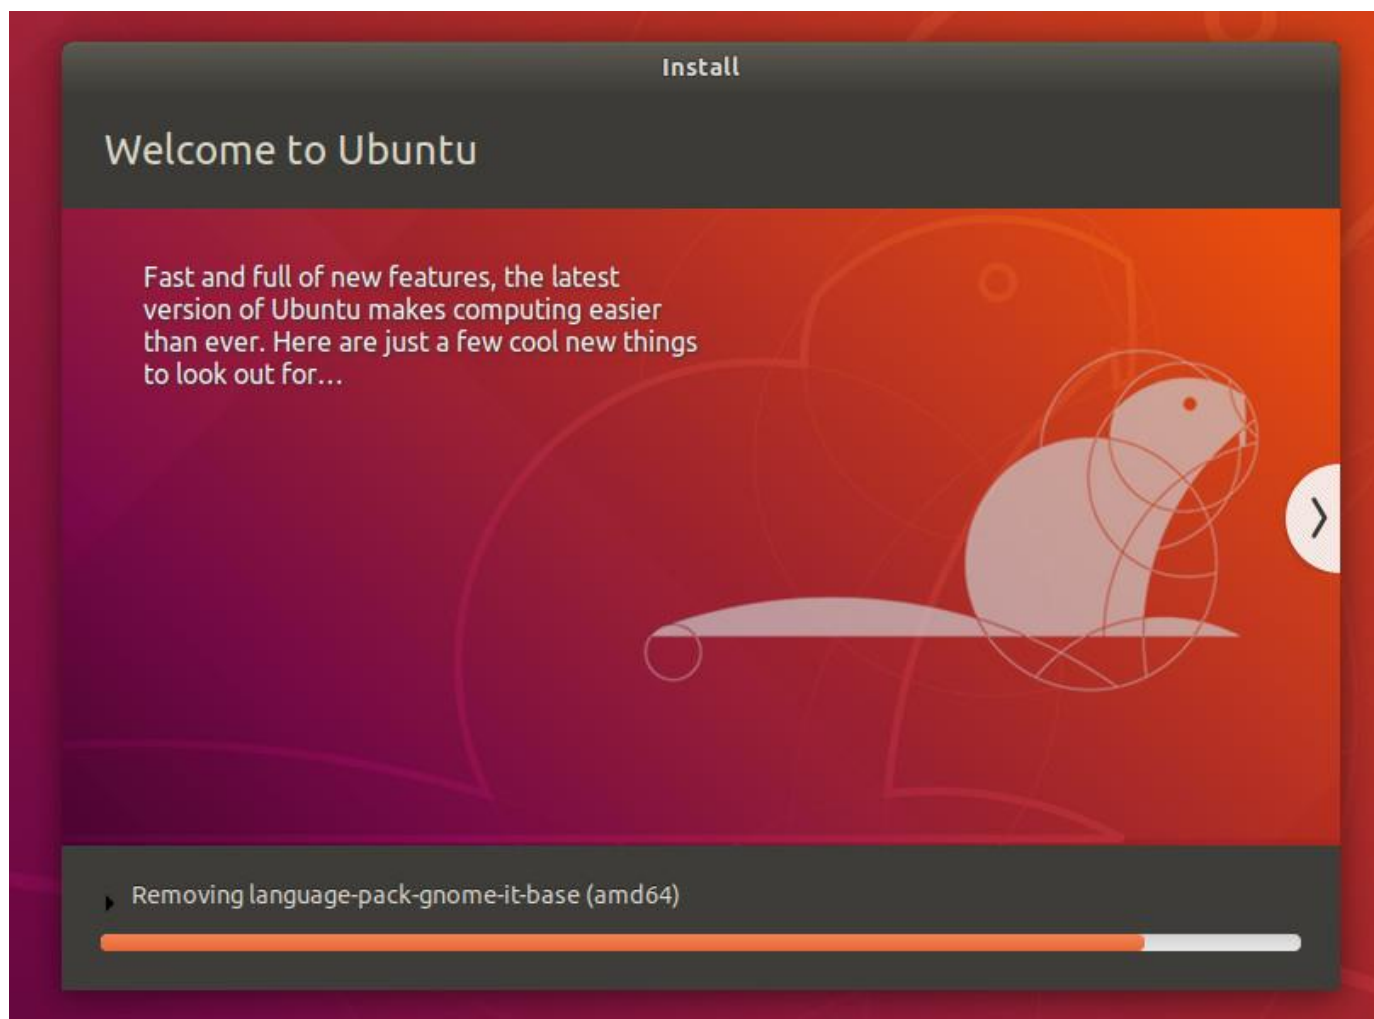 Install
Welcome to Ubuntu
Fast and full of new features, the latest
version of Ubuntu makes computing easier
than ever. Here are just a few cool new things
to look out for…
Removing language-pack-gnome-it-base (amd64)